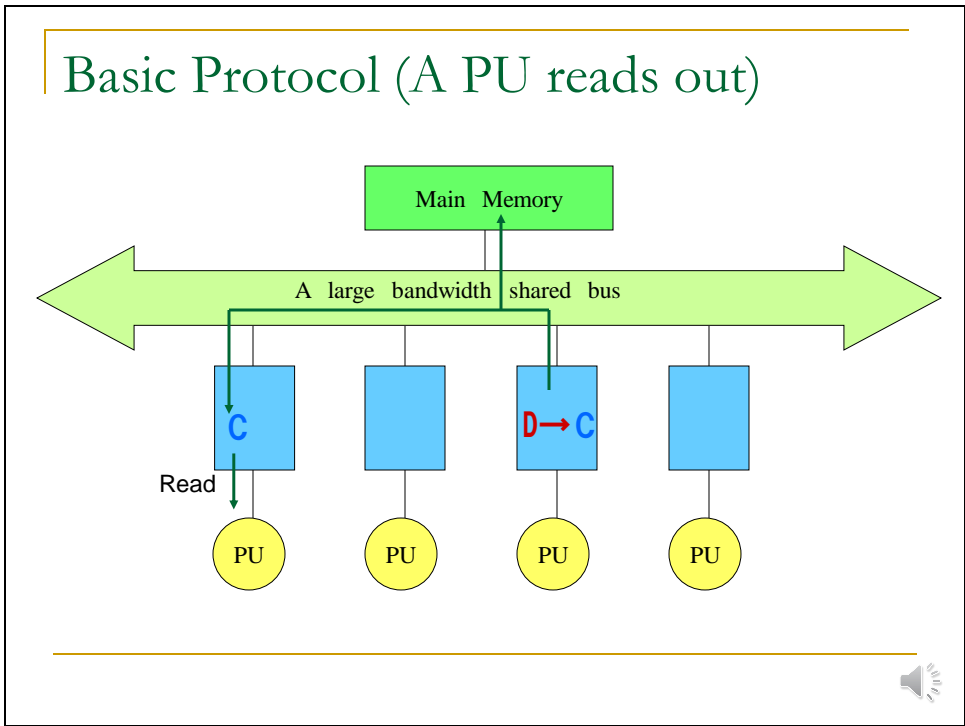 Basic Protocol (A PU reads out)
Main Memory
A large bandwidth shared bus
C
D→C
Read
PU
PU
PU
PU